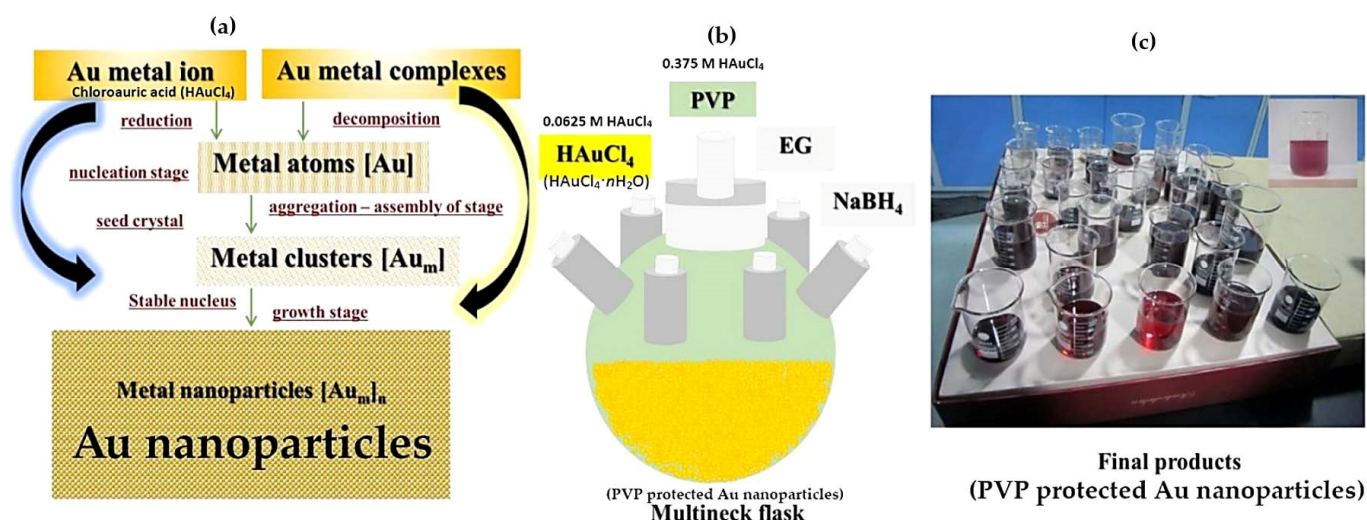 (a)
Au metal ion
Chloroauric acid (HAuCl₄)
Au metal complexes
reduction
decomposition
Metal atoms [Au]
nucleation stage
aggregation – assembly of stage
seed crystal
Metal clusters [Auₘ]
Stable nucleus
growth stage
Metal nanoparticles [Auₘ]ₙ
Au nanoparticles
(b)
0.375 M HAuCl₄
PVP
0.0625 M HAuCl₄
HAuCl₄
(HAuCl₄·nH₂O)
EG
NaBH₄
(PVP protected Au nanoparticles)
Multineck flask
(c)
Final products
(PVP protected Au nanoparticles)